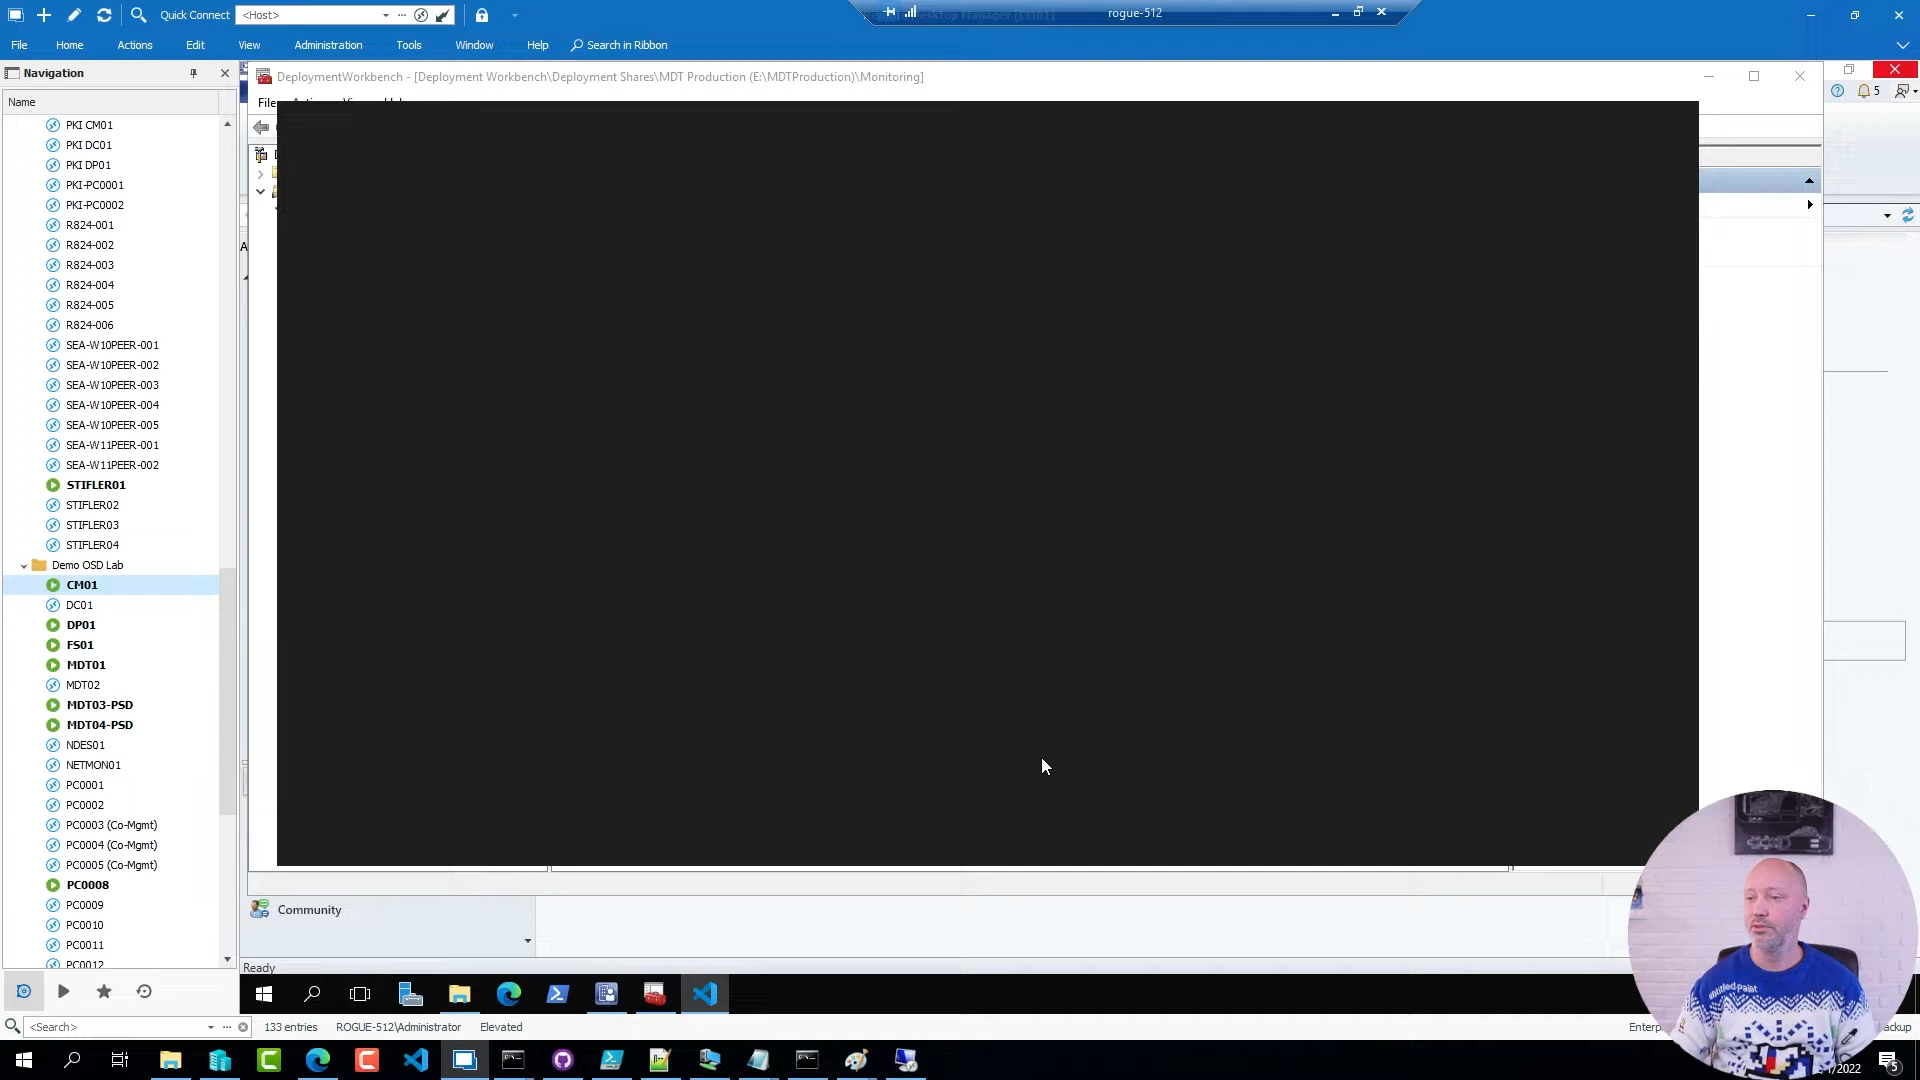 Quick Connect <Host>
rogue-512
File Home Actions Edit View Administration Tools Window Help Search in Ribbon
Navigation
DeploymentWorkbench - [Deployment Workbench\Deployment Shares\MDT Production (E:\MDTProduction)\Monitoring]
5
Name
File
PKI CM01
PKI DC01
PKI DP01
PKI-PC0001
PKI-PC0002
R824-001
R824-002
R824-003
R824-004
R824-005
R824-006
SEA-W10PEER-001
SEA-W10PEER-002
SEA-W10PEER-003
SEA-W10PEER-004
SEA-W10PEER-005
SEA-W11PEER-001
SEA-W11PEER-002
STIFLER01
STIFLER02
STIFLER03
STIFLER04
Demo OSD Lab
CM01
DC01
DP01
FS01
MDT01
MDT02
MDT03-PSD
MDT04-PSD
NDES01
NETMON01
PC0001
PC0002
PC0003 (Co-Mgmt)
PC0004 (Co-Mgmt)
PC0005 (Co-Mgmt)
PC0008
PC0009
PC0010
PC0011
PC0012
Community
Ready
<Search>
133 entries ROGUE-512\Administrator Elevated
/2022
5